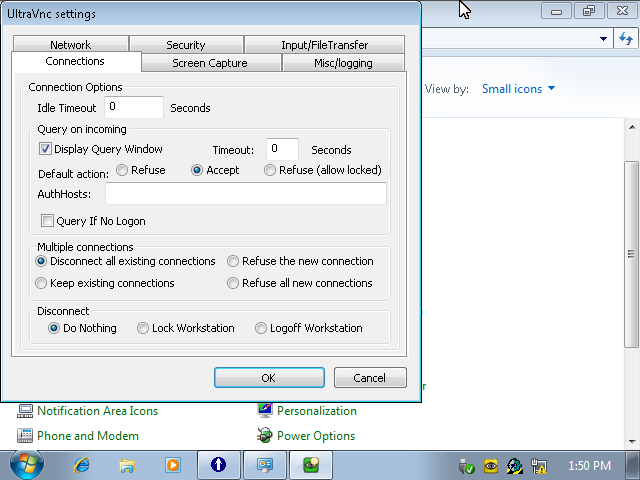 UltraVnc settings
Network Security Input/FileTransfer
Connections Screen Capture Misc/logging
View by: Small icons
Connection Options
Idle Timeout 0 Seconds
Query on incoming
Display Query Window Timeout: 0 Seconds
Default action: Refuse Accept Refuse (allow locked)
AuthHosts:
Query If No Logon
Multiple connections
Disconnect all existing connections Refuse the new connection
Keep existing connections Refuse all new connections
Disconnect
Do Nothing Lock Workstation Logoff Workstation
OK Cancel
Notification Area Icons Personalization
Phone and Modem Power Options
1:50 PM